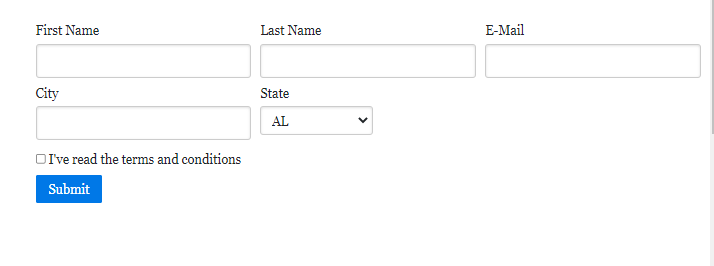 First Name Last Name E-Mail
City State
AL
I've read the terms and conditions
Submit